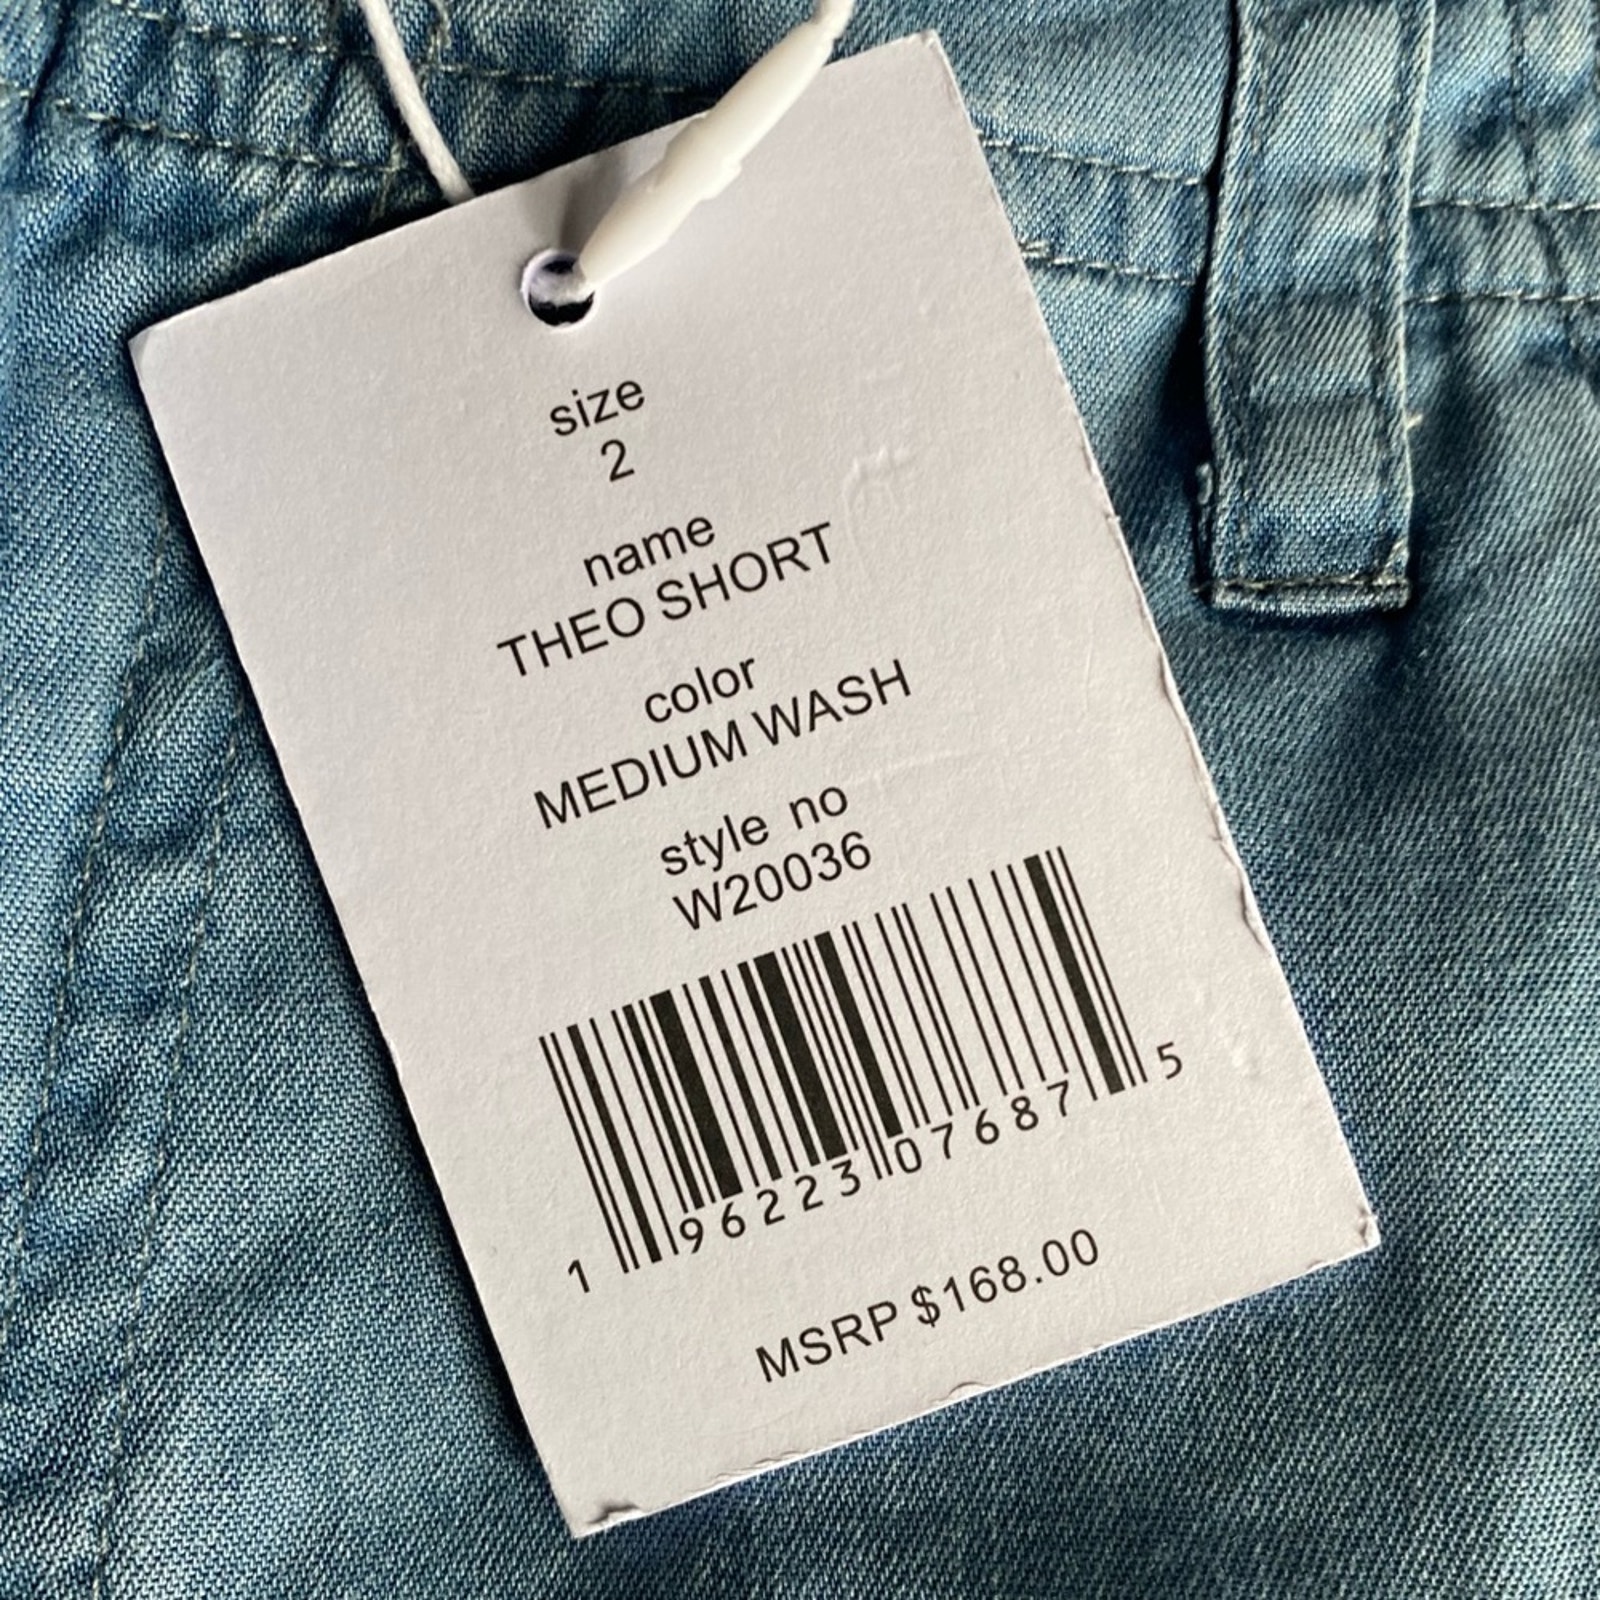 size
2
name
THEO SHORT
color
MEDIUM WASH
style no
W20036
1 96223 07687 5
MSRP $168.00